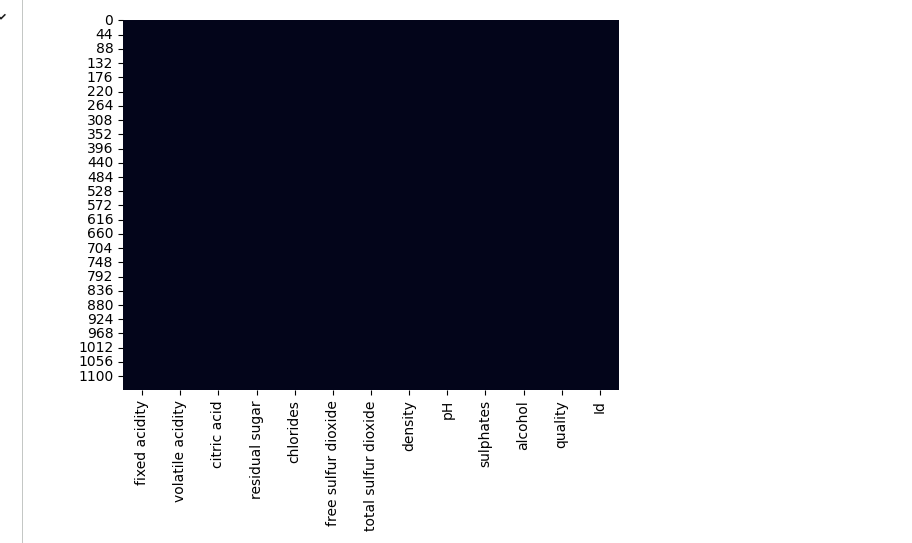 0
44
88
132
176
220
264
308
352
396
440
484
528
572
616
660
704
748
792
836
880
924
968
1012
1056
1100
fixed acidity
volatile acidity
citric acid
residual sugar
chlorides
free sulfur dioxide
total sulfur dioxide
density
pH
sulphates
alcohol
quality
Id